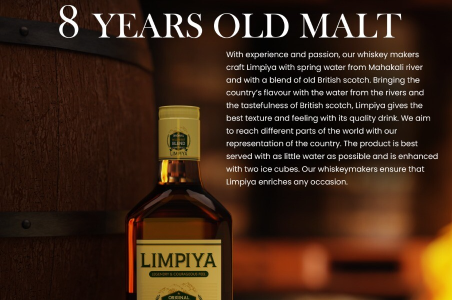 8 YEARS OLD MALT
With experience and passion, our whiskey makers
craft Limpiya with spring water from Mahakali river
and with a blend of old British scotch. Bringing the
country's flavour with the water from the rivers and
the tastefulness of British scotch, Limpiya gives the
best texture and feeling with its quality drink. We aim
to reach different parts of the world with our
representation of the country. The product is best
served with as little water as possible and is enhanced
with two ice cubes. Our whiskeymakers ensure that
Limpiya enriches any occasion.
LIMPIYA
LIMPIYA
ORIGINAL